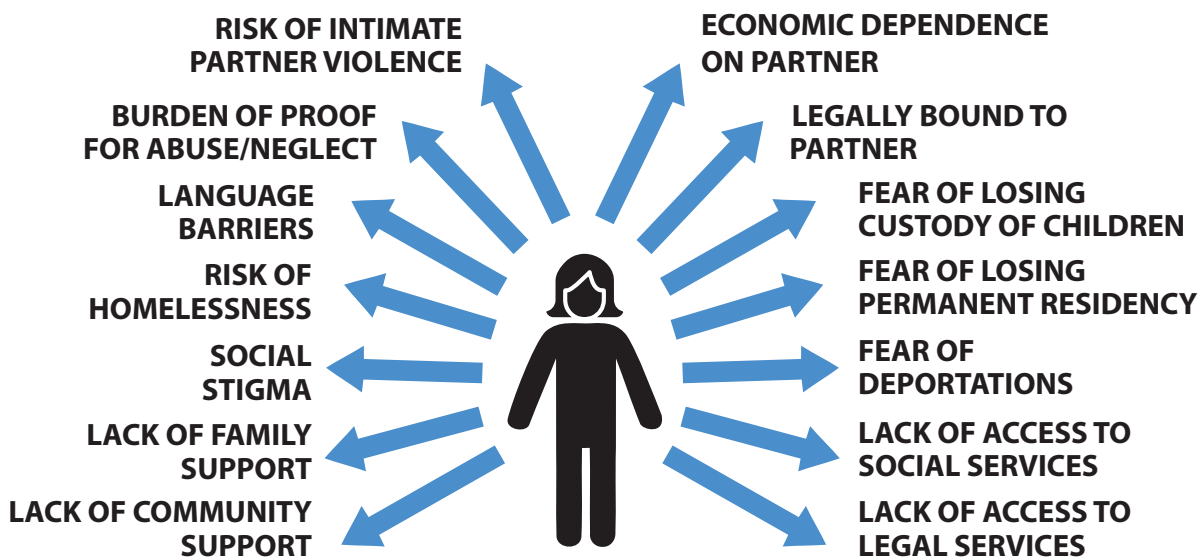 RISK OF INTIMATE
PARTNER VIOLENCE
BURDEN OF PROOF
FOR ABUSE/NEGLECT
LANGUAGE
BARRIERS
RISK OF
HOMELESSNESS
SOCIAL
STIGMA
LACK OF FAMILY
SUPPORT
LACK OF COMMUNITY
SUPPORT
ECONOMIC DEPENDENCE
ON PARTNER
LEGALLY BOUND TO
PARTNER
FEAR OF LOSING
CUSTODY OF CHILDREN
FEAR OF LOSING
PERMANENT RESIDENCY
FEAR OF
DEPORTATIONS
LACK OF ACCESS TO
SOCIAL SERVICES
LACK OF ACCESS TO
LEGAL SERVICES